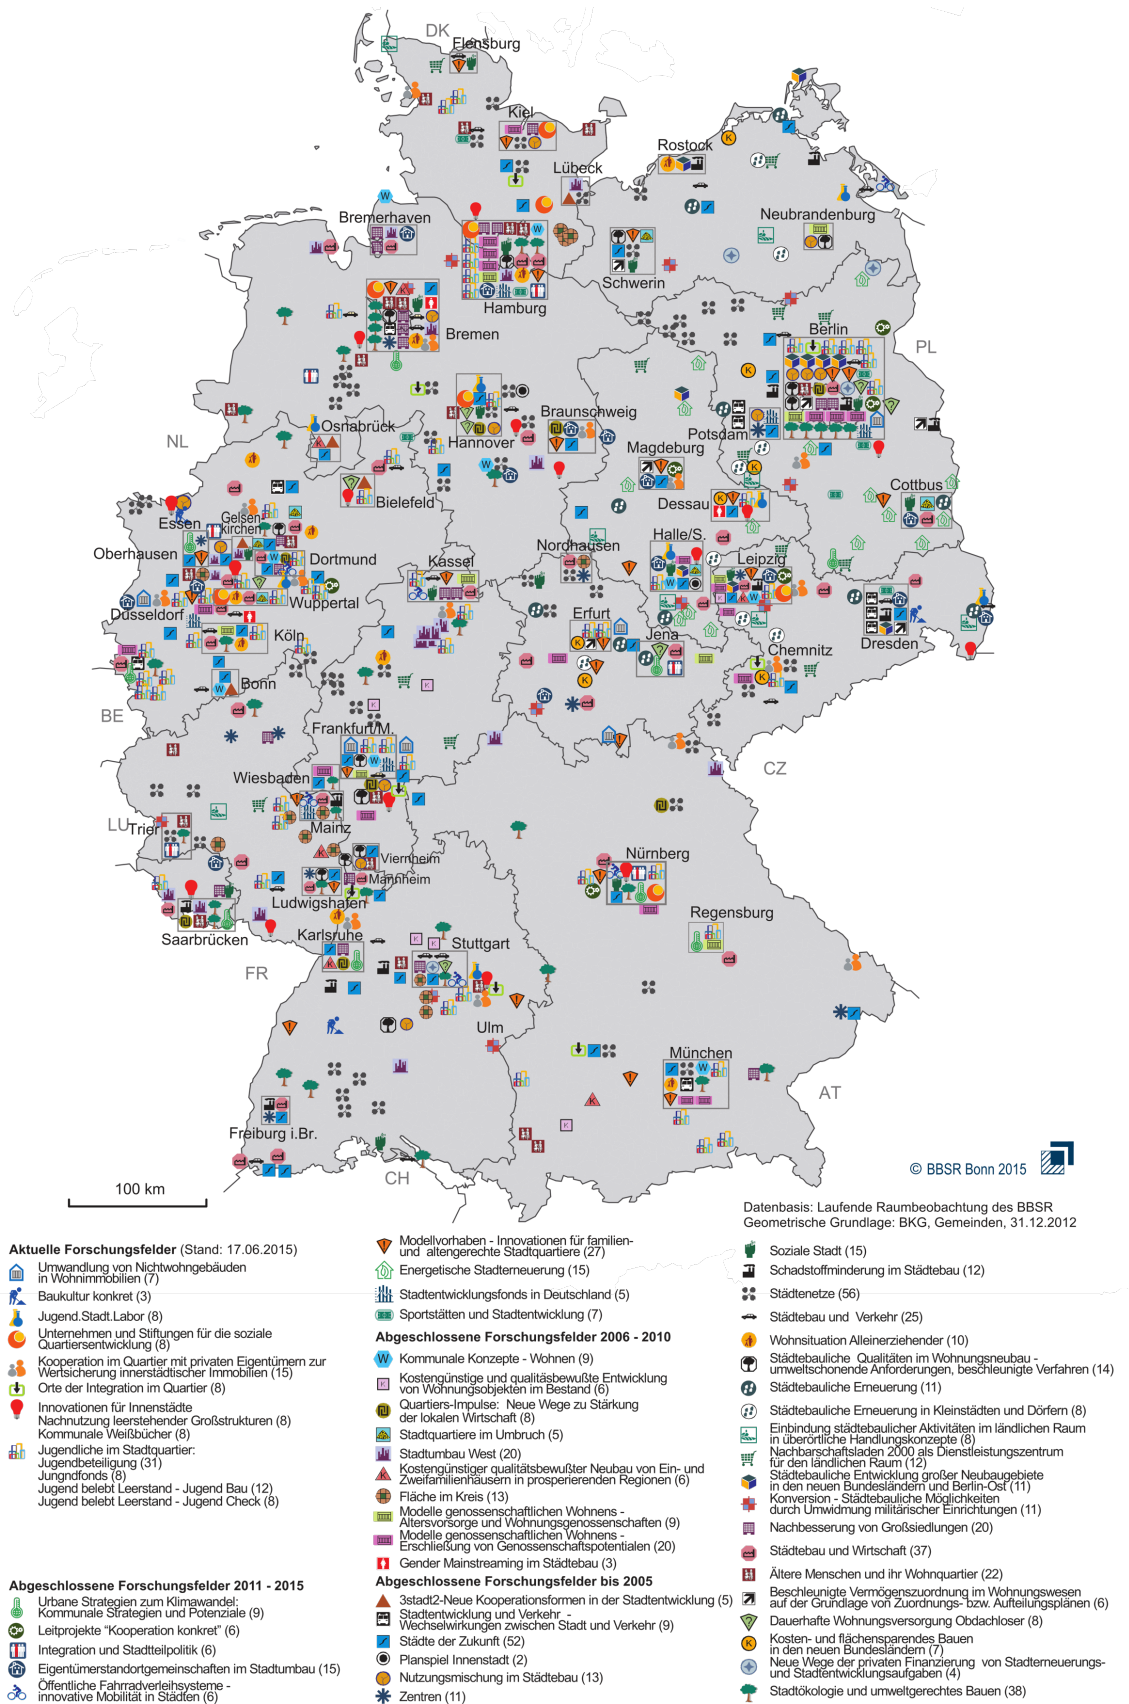 DK
Flensburg
Kiel
Rostock
Lübeck
Bremerhaven
Neubrandenburg
Schwerin
Hamburg
Bremen
Berlin
PL
Osnabrück
Braunschweig
Hannover
Potsdam
NL
Magdeburg
Bielefeld
Cottbus
Dessau
Essen
Gelsen
kirchen
Oberhausen
Dortmund
Kassel
Nordhausen
Halle/S.
Leipzig
Wuppertal
Düsseldorf
Erfurt
Jena
Dresden
Köln
Chemnitz
Bonn
BE
Frankfurt/M.
CZ
Wiesbaden
LU
Trier
Mainz
Viernheim
Mannheim
Nürnberg
Ludwigshafen
Regensburg
Saarbrücken
Karlsruhe
Stuttgart
FR
Ulm
München
AT
Freiburg i.Br.
CH
© BBSR Bonn 2015
100 km
Datenbasis: Laufende Raumbeobachtung des BBSR
Geometrische Grundlage: BKG, Gemeinden, 31.12.2012
Aktuelle Forschungsfelder (Stand: 17.06.2015)
Umwandlung von Nichtwohngebäuden
in Wohnimmobilien (7)
Baukultur konkret (3)
Jugend.Stadt.Labor (8)
Unternehmen und Stiftungen für die soziale
Quartiersentwicklung (8)
Kooperation im Quartier mit privaten Eigentümern zur
Wertsicherung innerstädtischer Immobilien (15)
Orte der Integration im Quartier (8)
Innovationen für Innenstädte
Nachnutzung leerstehender Großstrukturen (8)
Kommunale Weißbücher (8)
Jugendliche im Stadtquartier:
Jugendbeteiligung (31)
Jungndfonds (8)
Jugend belebt Leerstand - Jugend Bau (12)
Jugend belebt Leerstand - Jugend Check (8)
Abgeschlossene Forschungsfelder 2011 - 2015
Urbane Strategien zum Klimawandel:
Kommunale Strategien und Potenziale (9)
Leitprojekte "Kooperation konkret" (6)
Integration und Stadtteilpolitik (6)
Eigentümerstandortgemeinschaften im Stadtumbau (15)
Öffentliche Fahrradverleihsysteme -
innovative Mobilität in Städten (6)
Modellvorhaben - Innovationen für familien-
und altengerechte Stadtquartiere (27)
Energetische Stadterneuerung (15)
Stadtentwicklungsfonds in Deutschland (5)
Sportstätten und Stadtentwicklung (7)
Abgeschlossene Forschungsfelder 2006 - 2010
W Kommunale Konzepte - Wohnen (9)
K Kostengünstige und qualitätsbewußte Entwicklung
von Wohnungsobjekten im Bestand (6)
Quartiers-Impulse: Neue Wege zu Stärkung
der lokalen Wirtschaft (8)
Stadtquartiere im Umbruch (5)
Stadtumbau West (20)
K Kostengünstiger qualitätsbewußter Neubau von Ein- und
Zweifamilienhäusern in prosperierenden Regionen (6)
Fläche im Kreis (13)
Modelle genossenschaftlichen Wohnens -
Altersvorsorge und Wohnungsgenossenschaften (9)
Modelle genossenschaftlichen Wohnens -
Erschließung von Genossenschaftspotentialen (20)
Gender Mainstreaming im Städtebau (3)
Abgeschlossene Forschungsfelder bis 2005
3stadt2-Neue Kooperationsformen in der Stadtentwicklung (5)
Stadtentwicklung und Verkehr -
Wechselwirkungen zwischen Stadt und Verkehr (9)
Städte der Zukunft (52)
Planspiel Innenstadt (2)
Nutzungsmischung im Städtebau (13)
Zentren (11)
Soziale Stadt (15)
Schadstoffminderung im Städtebau (12)
Städtenetze (56)
Städtebau und Verkehr (25)
Wohnsituation Alleinerziehender (10)
Städtebauliche Qualitäten im Wohnungsneubau -
umweltschonende Anforderungen, beschleunigte Verfahren (14)
Städtebauliche Erneuerung (11)
Städtebauliche Erneuerung in Kleinstädten und Dörfern (8)
Einbindung städtebaulicher Aktivitäten im ländlichen Raum
in überörtliche Handlungskonzepte (8)
Nachbarschaftsladen 2000 als Dienstleistungszentrum
für den ländlichen Raum (12)
Städtebauliche Entwicklung großer Neubaugebiete
in den neuen Bundesländern und Berlin-Ost (11)
Konversion - Städtebauliche Möglichkeiten
durch Umwidmung militärischer Einrichtungen (11)
Nachbesserung von Großsiedlungen (20)
Städtebau und Wirtschaft (37)
Ältere Menschen und ihr Wohnquartier (22)
Beschleunigte Vermögenszuordnung im Wohnungswesen
auf der Grundlage von Zuordnungs- bzw. Aufteilungsplänen (6)
Dauerhafte Wohnungsversorgung Obdachloser (8)
K Kosten- und flächensparendes Bauen
in den neuen Bundesländern (7)
Neue Wege der privaten Finanzierung von Stadterneuerungs-
und Stadtentwicklungsaufgaben (4)
Stadtökologie und umweltgerechtes Bauen (38)